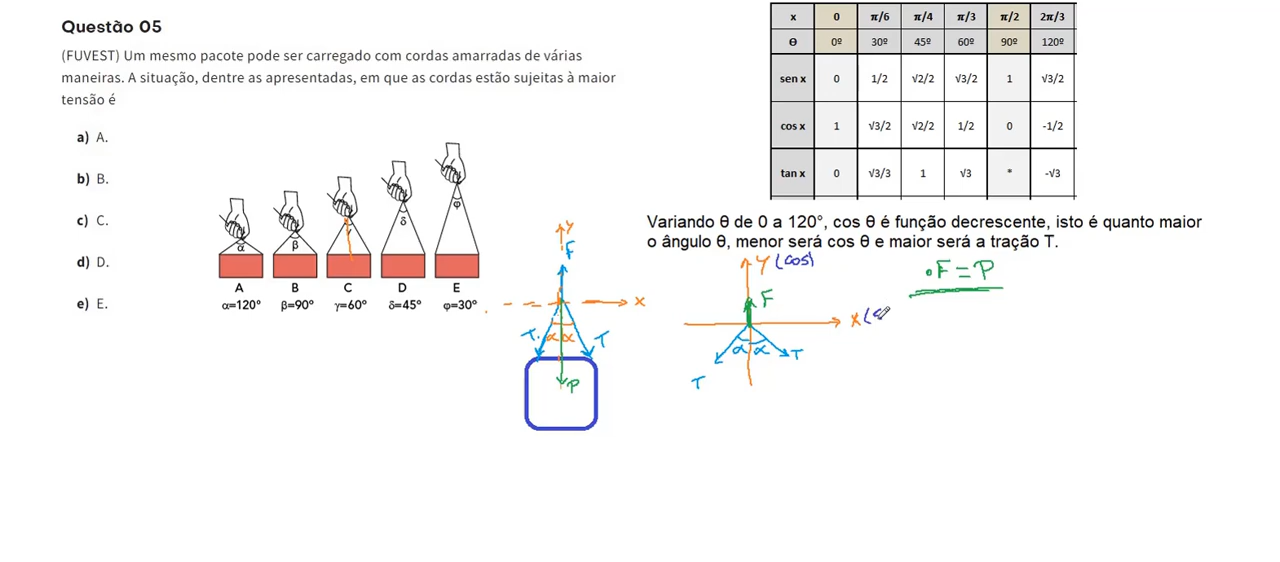 Questão 05
(FUVEST) Um mesmo pacote pode ser carregado com cordas amarradas de várias
maneiras. A situação, dentre as apresentadas, em que as cordas estão sujeitas à maior
tensão é
a) A.
b) B.
c) C.
d) D.
e) E.
α β γ δ φ
A B C D E
α=120° β=90° γ=60° δ=45° φ=30°
x 0 π/6 π/4 π/3 π/2 2π/3
Θ 0º 30º 45º 60º 90º 120º
sen x 0 1/2 √2/2 √3/2 1 √3/2
cos x 1 √3/2 √2/2 1/2 0 -1/2
tan x 0 √3/3 1 √3 * -√3
Variando θ de 0 a 120°, cos θ é função decrescente, isto é quanto maior
o ângulo θ, menor será cos θ e maior será a tração T.
Y
F
X
T α α T
P
Y (cos)
F
X (
α α T
T
.F = P